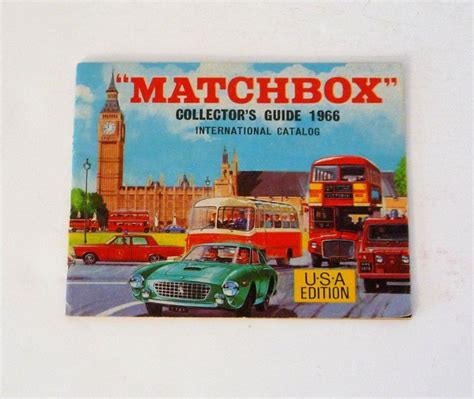 "MATCHBOX"
COLLECTOR'S GUIDE 1966
INTERNATIONAL CATALOG
U·S·A
EDITION